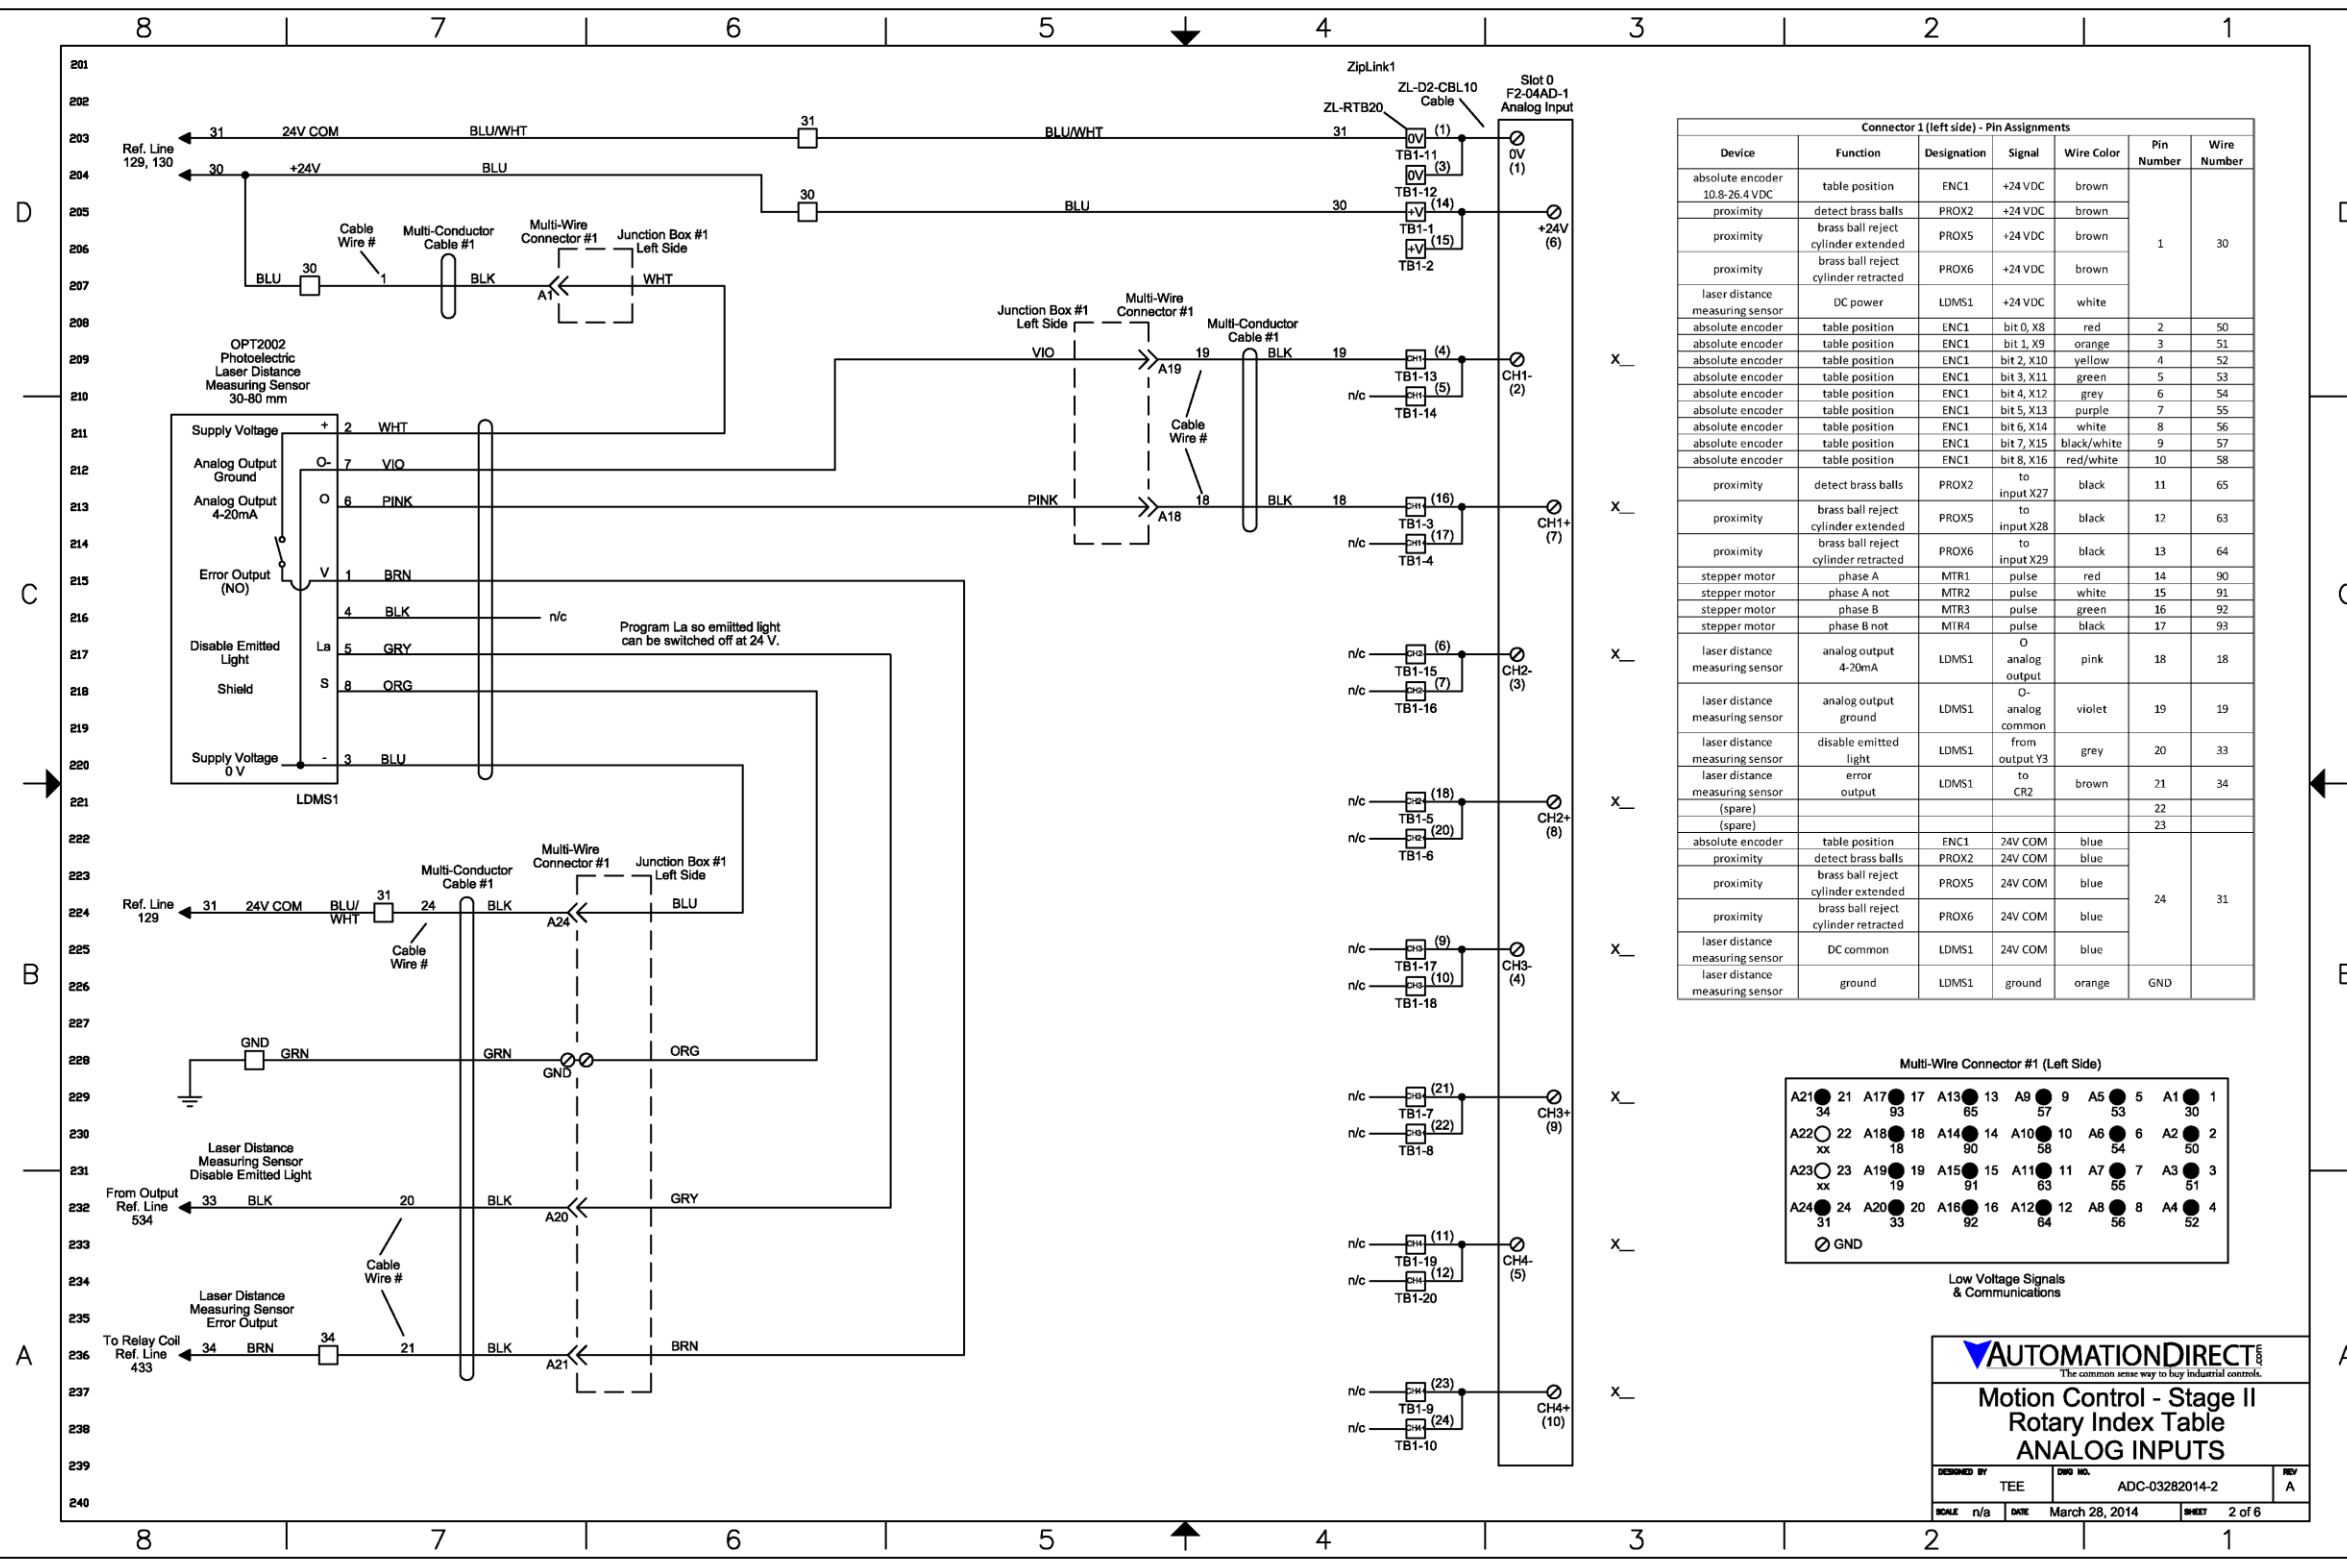 8 7 6 5 4 3 2 1
D
C
B
A
201
202
203
204
205
206
207
208
209
210
211
212
213
214
215
216
217
218
219
220
221
222
223
224
225
226
227
228
229
230
231
232
233
234
235
236
237
238
239
240
Ref. Line
129, 130
31 24V COM BLU/WHT 31 BLU/WHT 31
30 +24V BLU
30 BLU 30
BLU 30
Cable
Wire #
1
Multi-Conductor
Cable #1
BLK
Multi-Wire
Connector #1
A1
Junction Box #1
Left Side
WHT
OPT2002
Photoelectric
Laser Distance
Measuring Sensor
30-80 mm
Supply Voltage + 2 WHT
Analog Output
Ground
O- 7 VIO
Analog Output
4-20mA
O 6 PINK
Error Output
(NO)
V 1 BRN
4 BLK n/c
Program La so emiitted light
can be switched off at 24 V.
Disable Emitted
Light
La 5 GRY
Shield S 8 ORG
Supply Voltage
0 V
- 3 BLU
LDMS1
Junction Box #1
Left Side
Multi-Wire
Connector #1
Multi-Conductor
Cable #1
VIO A19 19 BLK 19
Cable
Wire #
PINK A18 18 BLK 18
Multi-Conductor
Cable #1
Multi-Wire
Connector #1
Junction Box #1
Left Side
Ref. Line
129
31 24V COM BLU/
WHT
31 24 BLK A24 BLU
Cable
Wire #
GND GRN GRN GND ORG
Laser Distance
Measuring Sensor
Disable Emitted Light
From Output
Ref. Line
534
33 BLK 20 BLK A20 GRY
Cable
Wire #
Laser Distance
Measuring Sensor
Error Output
To Relay Coil
Ref. Line
433
34 BRN 34 21 BLK A21 BRN
ZipLink1
ZL-RTB20
ZL-D2-CBL10
Cable
Slot 0
F2-04AD-1
Analog Input
0V (1) TB1-11
0V (3) TB1-12
0V
(1)
+V (14) TB1-1
+V (15) TB1-2
+24V
(6)
CH1- (4) TB1-13
n/c CH1- (5) TB1-14
CH1-
(2)
X__
CH1+ (16) TB1-3
n/c CH1+ (17) TB1-4
CH1+
(7)
X__
n/c CH2- (6) TB1-15
n/c CH2- (7) TB1-16
CH2-
(3)
X__
n/c CH2+ (18) TB1-5
n/c CH2+ (20) TB1-6
CH2+
(8)
X__
n/c CH3- (9) TB1-17
n/c CH3- (10) TB1-18
CH3-
(4)
X__
n/c CH3+ (21) TB1-7
n/c CH3+ (22) TB1-8
CH3+
(9)
X__
n/c CH4- (11) TB1-19
n/c CH4- (12) TB1-20
CH4-
(5)
X__
n/c CH4+ (23) TB1-9
n/c CH4+ (24) TB1-10
CH4+
(10)
X__
Connector 1 (left side) - Pin Assignments
Device Function Designation Signal Wire Color Pin Number Wire Number
absolute encoder 10.8-26.4 VDC table position ENC1 +24 VDC brown
proximity detect brass balls PROX2 +24 VDC brown
proximity brass ball reject cylinder extended PROX5 +24 VDC brown 1 30
proximity brass ball reject cylinder retracted PROX6 +24 VDC brown
laser distance measuring sensor DC power LDMS1 +24 VDC white
absolute encoder table position ENC1 bit 0, X8 red 2 50
absolute encoder table position ENC1 bit 1, X9 orange 3 51
absolute encoder table position ENC1 bit 2, X10 yellow 4 52
absolute encoder table position ENC1 bit 3, X11 green 5 53
absolute encoder table position ENC1 bit 4, X12 grey 6 54
absolute encoder table position ENC1 bit 5, X13 purple 7 55
absolute encoder table position ENC1 bit 6, X14 white 8 56
absolute encoder table position ENC1 bit 7, X15 black/white 9 57
absolute encoder table position ENC1 bit 8, X16 red/white 10 58
proximity detect brass balls PROX2 to input X27 black 11 65
proximity brass ball reject cylinder extended PROX5 to input X28 black 12 63
proximity brass ball reject cylinder retracted PROX6 to input X29 black 13 64
stepper motor phase A MTR1 pulse red 14 90
stepper motor phase A not MTR2 pulse white 15 91
stepper motor phase B MTR3 pulse green 16 92
stepper motor phase B not MTR4 pulse black 17 93
laser distance measuring sensor analog output 4-20mA LDMS1 O analog output pink 18 18
laser distance measuring sensor analog output ground LDMS1 O- analog common violet 19 19
laser distance measuring sensor disable emitted light LDMS1 from output Y3 grey 20 33
laser distance measuring sensor error output LDMS1 to CR2 brown 21 34
(spare) 22
(spare) 23
absolute encoder table position ENC1 24V COM blue
proximity detect brass balls PROX2 24V COM blue
proximity brass ball reject cylinder extended PROX5 24V COM blue
proximity brass ball reject cylinder retracted PROX6 24V COM blue 24 31
laser distance measuring sensor DC common LDMS1 24V COM blue
laser distance measuring sensor ground LDMS1 ground orange GND
Multi-Wire Connector #1 (Left Side)
A21 21 A17 17 A13 13 A9 9 A5 5 A1 1
34 93 65 57 53 30
A22 22 A18 18 A14 14 A10 10 A6 6 A2 2
xx 18 90 58 54 50
A23 23 A19 19 A15 15 A11 11 A7 7 A3 3
xx 19 91 63 55 51
A24 24 A20 20 A16 16 A12 12 A8 8 A4 4
31 33 92 64 56 52
GND
Low Voltage Signals
& Communications
AUTOMATIONDIRECT.com
The common sense way to buy industrial controls.
Motion Control - Stage II
Rotary Index Table
ANALOG INPUTS
DESIGNED BY TEE DWG NO. ADC-03282014-2 REV A
SCALE n/a DATE March 28, 2014 SHEET 2 of 6
8 7 6 5 4 3 2 1